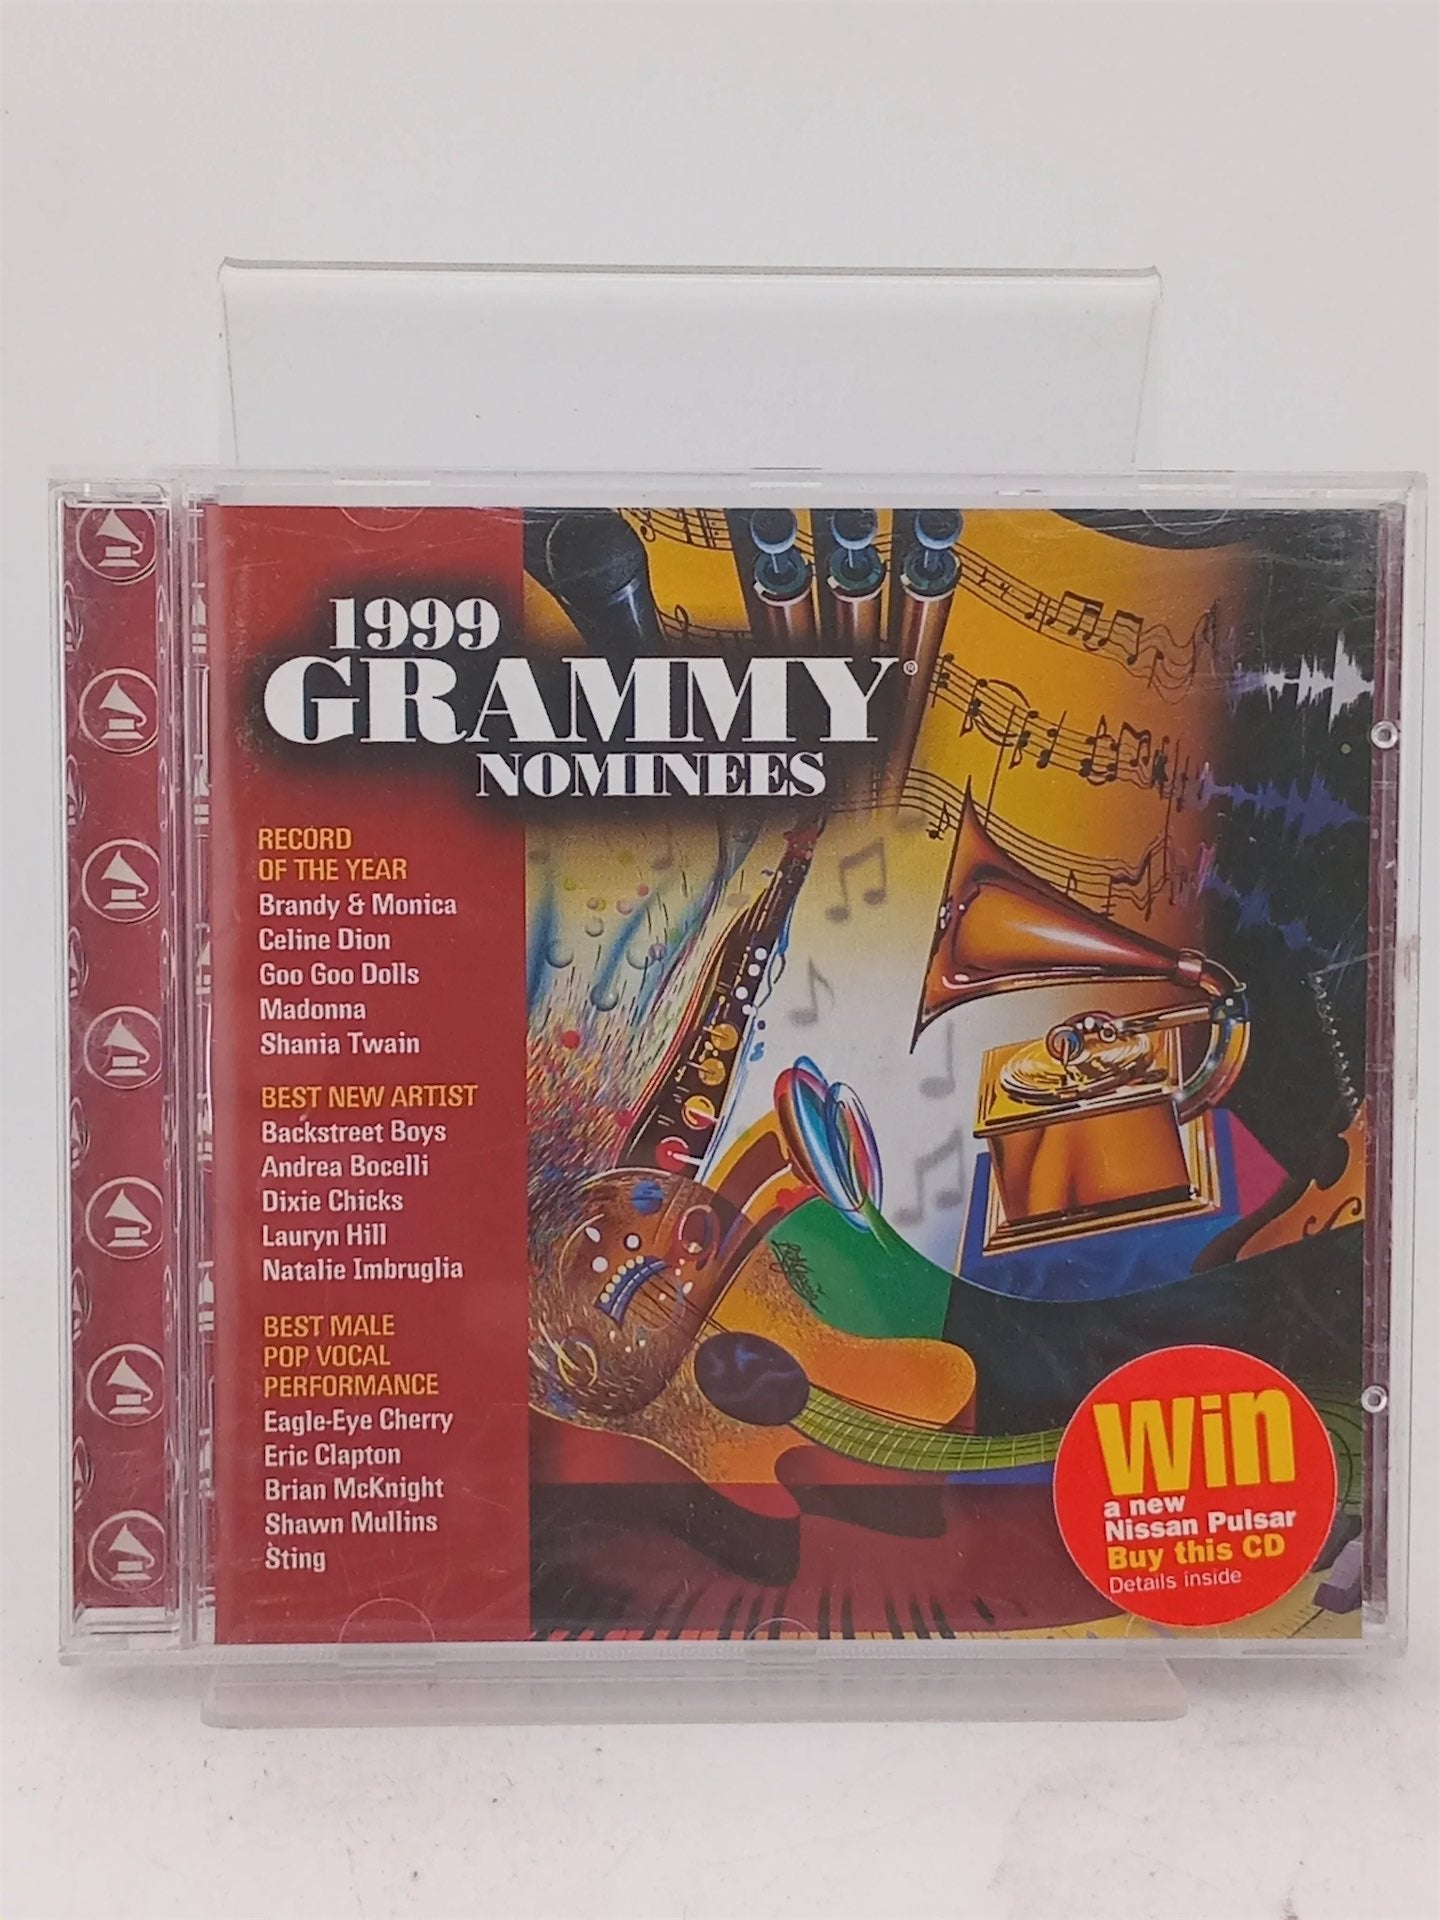 1999
GRAMMY®
NOMINEES
RECORD
OF THE YEAR
Brandy & Monica
Celine Dion
Goo Goo Dolls
Madonna
Shania Twain
BEST NEW ARTIST
Backstreet Boys
Andrea Bocelli
Dixie Chicks
Lauryn Hill
Natalie Imbruglia
BEST MALE
POP VOCAL
PERFORMANCE
Eagle-Eye Cherry
Eric Clapton
Brian McKnight
Shawn Mullins
Sting
Win
a new
Nissan Pulsar
Buy this CD
Details inside